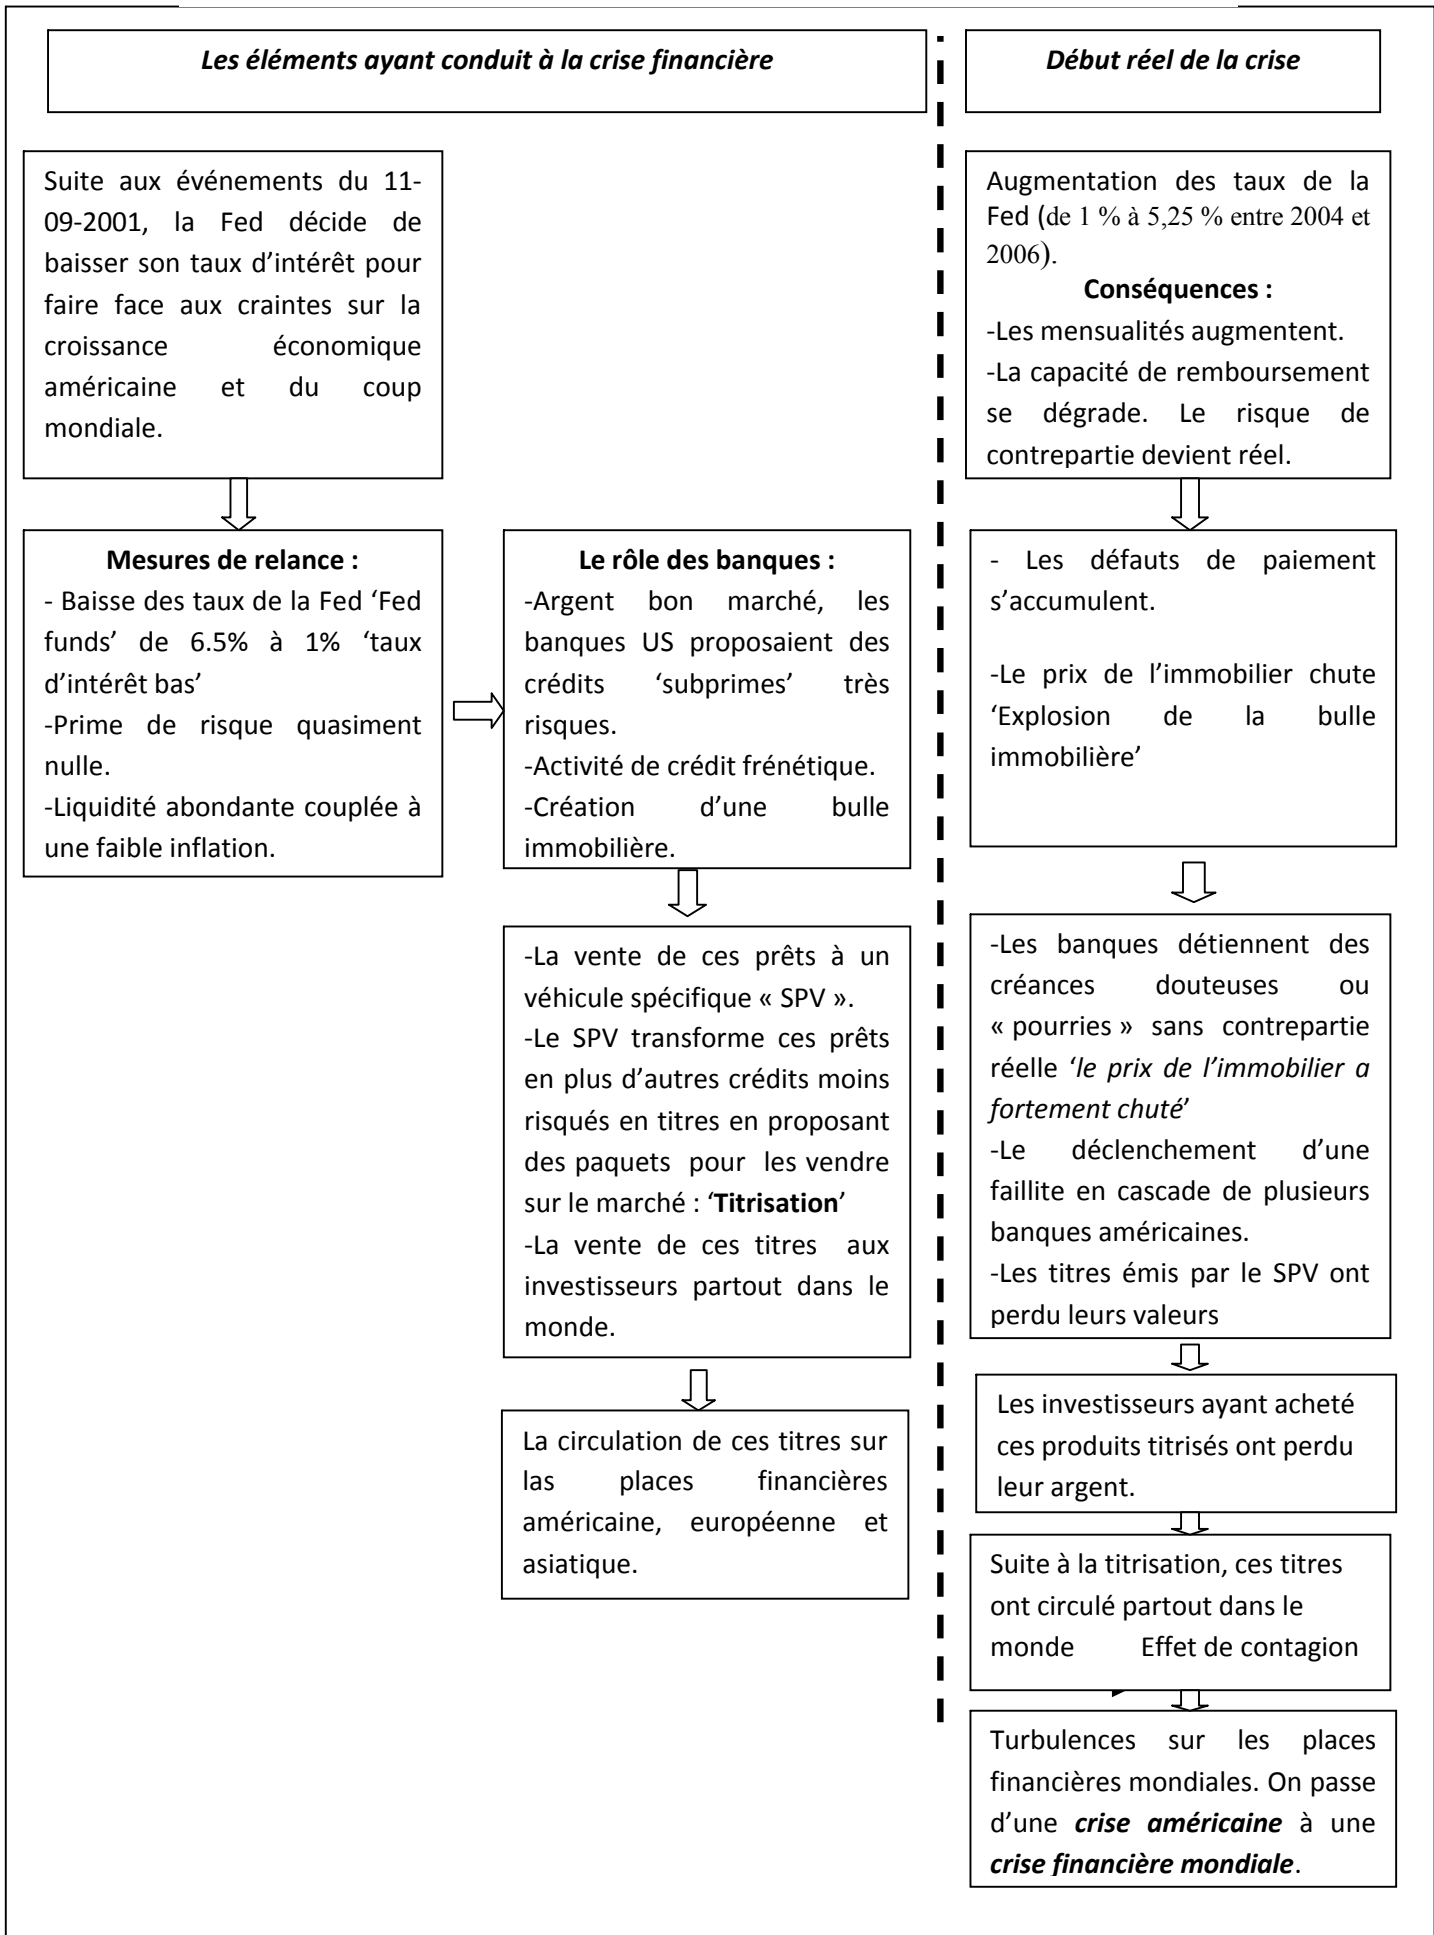 Les éléments ayant conduit à la crise financière
Suite aux événements du 11-
09-2001, la Fed décide de
baisser son taux d’intérêt pour
faire face aux craintes sur la
croissance économique
américaine et du coup
mondiale.
Mesures de relance :
- Baisse des taux de la Fed ‘Fed
funds’ de 6.5% à 1% ‘taux
d’intérêt bas’
-Prime de risque quasiment
nulle.
-Liquidité abondante couplée à
une faible inflation.
Le rôle des banques :
-Argent bon marché, les
banques US proposaient des
crédits ‘subprimes’ très
risques.
-Activité de crédit frénétique.
-Création d’une bulle
immobilière.
-La vente de ces prêts à un
véhicule spécifique « SPV ».
-Le SPV transforme ces prêts
en plus d’autres crédits moins
risqués en titres en proposant
des paquets pour les vendre
sur le marché : ‘Titrisation’
-La vente de ces titres aux
investisseurs partout dans le
monde.
La circulation de ces titres sur
las places financières
américaine, européenne et
asiatique.
Début réel de la crise
Augmentation des taux de la
Fed (de 1 % à 5,25 % entre 2004 et
2006).
Conséquences :
-Les mensualités augmentent.
-La capacité de remboursement
se dégrade. Le risque de
contrepartie devient réel.
- Les défauts de paiement
s’accumulent.
-Le prix de l’immobilier chute
‘Explosion de la bulle
immobilière’
-Les banques détiennent des
créances douteuses ou
« pourries » sans contrepartie
réelle ‘le prix de l’immobilier a
fortement chuté’
-Le déclenchement d’une
faillite en cascade de plusieurs
banques américaines.
-Les titres émis par le SPV ont
perdu leurs valeurs
Les investisseurs ayant acheté
ces produits titrisés ont perdu
leur argent.
Suite à la titrisation, ces titres
ont circulé partout dans le
monde Effet de contagion
Turbulences sur les places
financières mondiales. On passe
d’une crise américaine à une
crise financière mondiale.